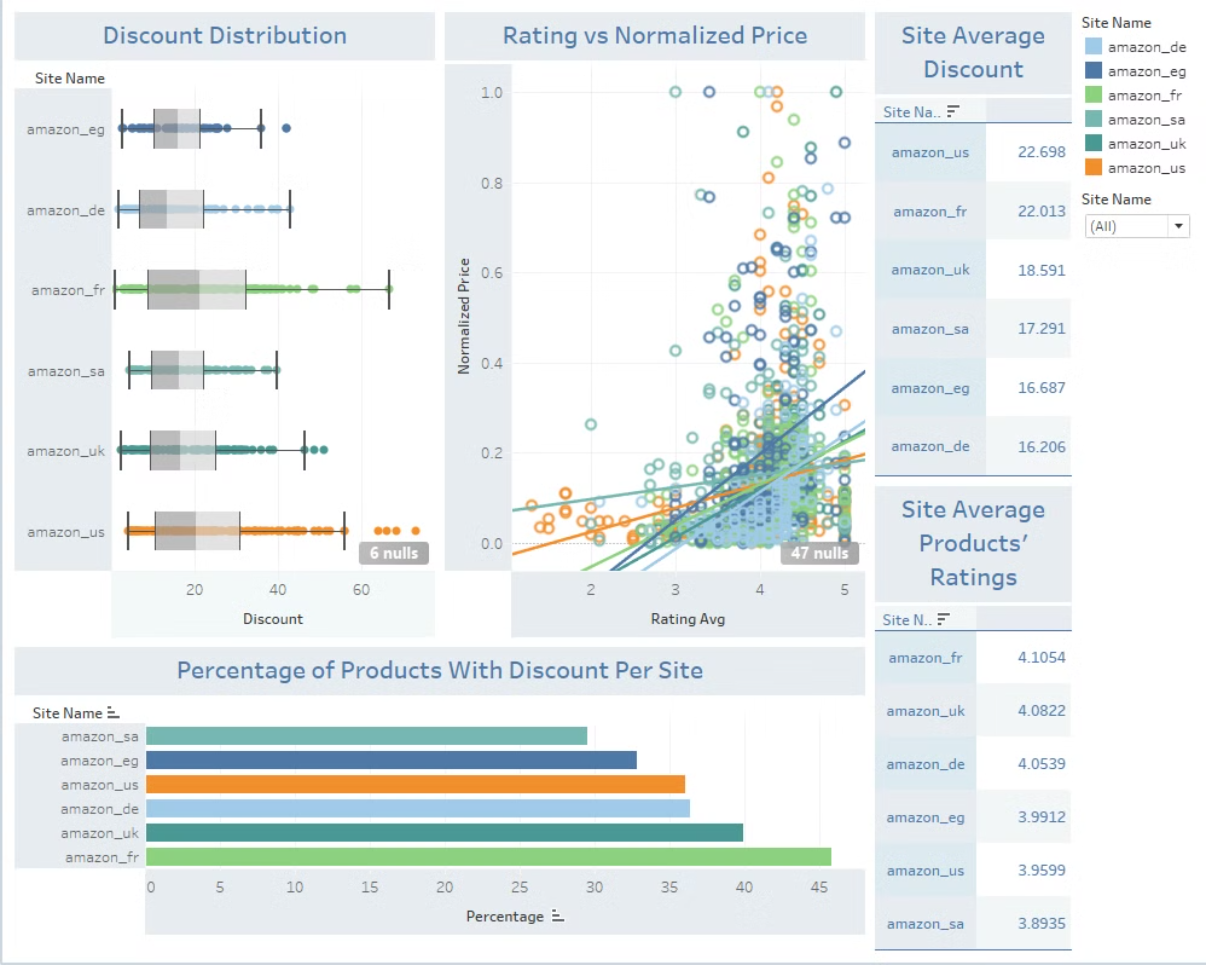 Discount Distribution
Site Name
amazon_eg
amazon_de
amazon_fr
amazon_sa
amazon_uk
amazon_us
6 nulls
20 40 60
Discount
Rating vs Normalized Price
1.0
0.8
0.6
0.4
0.2
0.0
Normalized Price
47 nulls
2 3 4 5
Rating Avg
Site Average
Discount
Site Na..
amazon_us 22.698
amazon_fr 22.013
amazon_uk 18.591
amazon_sa 17.291
amazon_eg 16.687
amazon_de 16.206
Site Average
Products’
Ratings
Site N..
amazon_fr 4.1054
amazon_uk 4.0822
amazon_de 4.0539
amazon_eg 3.9912
amazon_us 3.9599
amazon_sa 3.8935
Site Name
amazon_de
amazon_eg
amazon_fr
amazon_sa
amazon_uk
amazon_us
Site Name
(All)
Percentage of Products With Discount Per Site
Site Name
amazon_sa
amazon_eg
amazon_us
amazon_de
amazon_uk
amazon_fr
0 5 10 15 20 25 30 35 40 45
Percentage